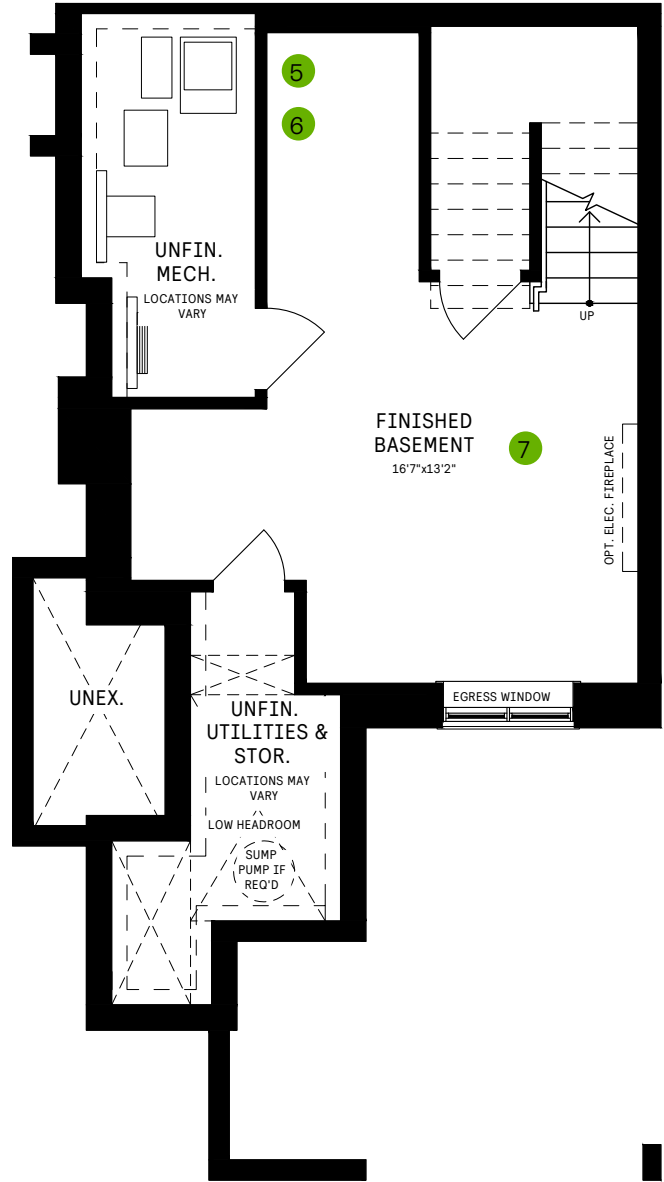 5
6
UNFIN.
MECH.
LOCATIONS MAY
VARY
UP
FINISHED
BASEMENT
16'7"x13'2"
7
OPT. ELEC. FIREPLACE
UNEX.
EGRESS WINDOW
UNFIN.
UTILITIES &
STOR.
LOCATIONS MAY
VARY
LOW HEADROOM
SUMP
PUMP IF
REQ'D